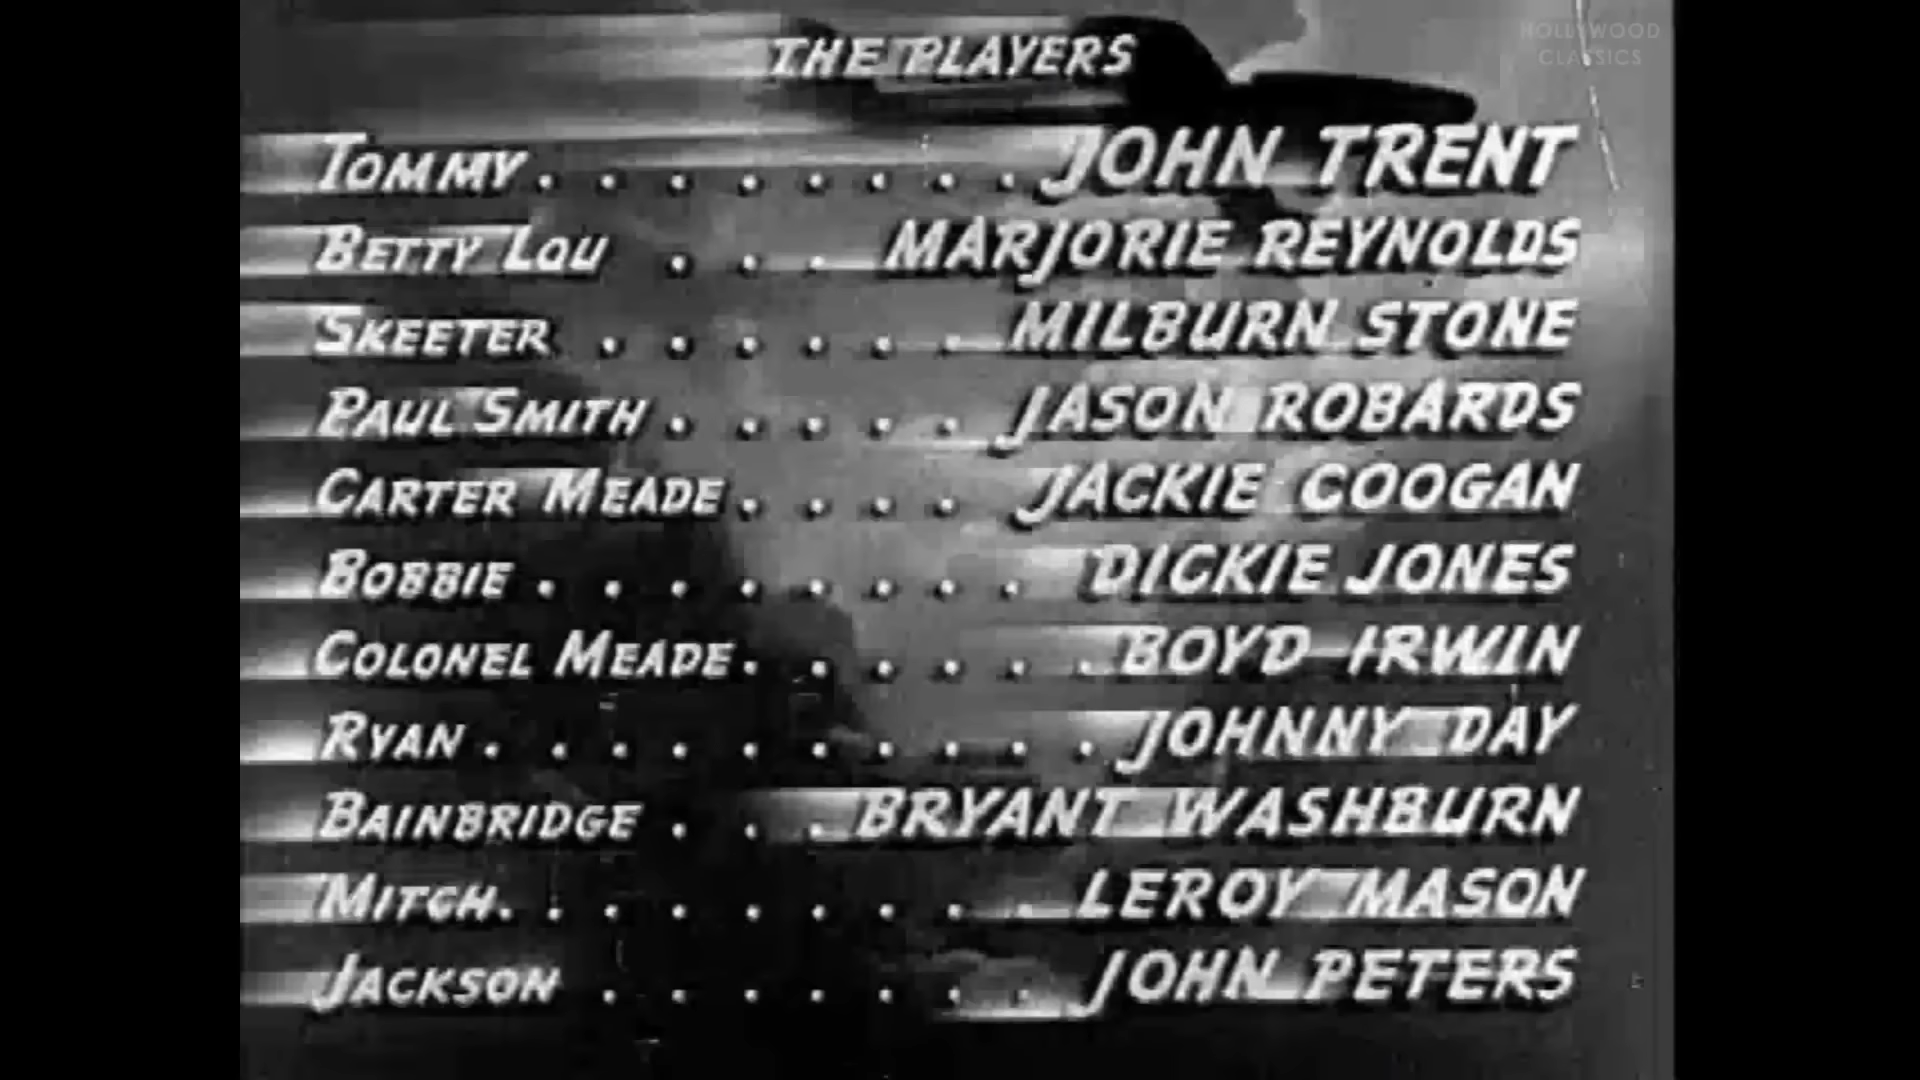 HOLLYWOOD
CLASSICS
THE PLAYERS
TOMMY . . . . . . . . JOHN TRENT
BETTY LOU . . . MARJORIE REYNOLDS
SKEETER . . . . . . MILBURN STONE
PAUL SMITH . . . . . JASON ROBARDS
CARTER MEADE . . . . JACKIE COOGAN
BOBBIE . . . . . . . . DICKIE JONES
COLONEL MEADE . . . . . . BOYD IRWIN
RYAN . . . . . . . . . . JOHNNY DAY
BAINBRIDGE . . . BRYANT WASHBURN
MITCH . . . . . . . . . LEROY MASON
JACKSON . . . . . . . JOHN PETERS